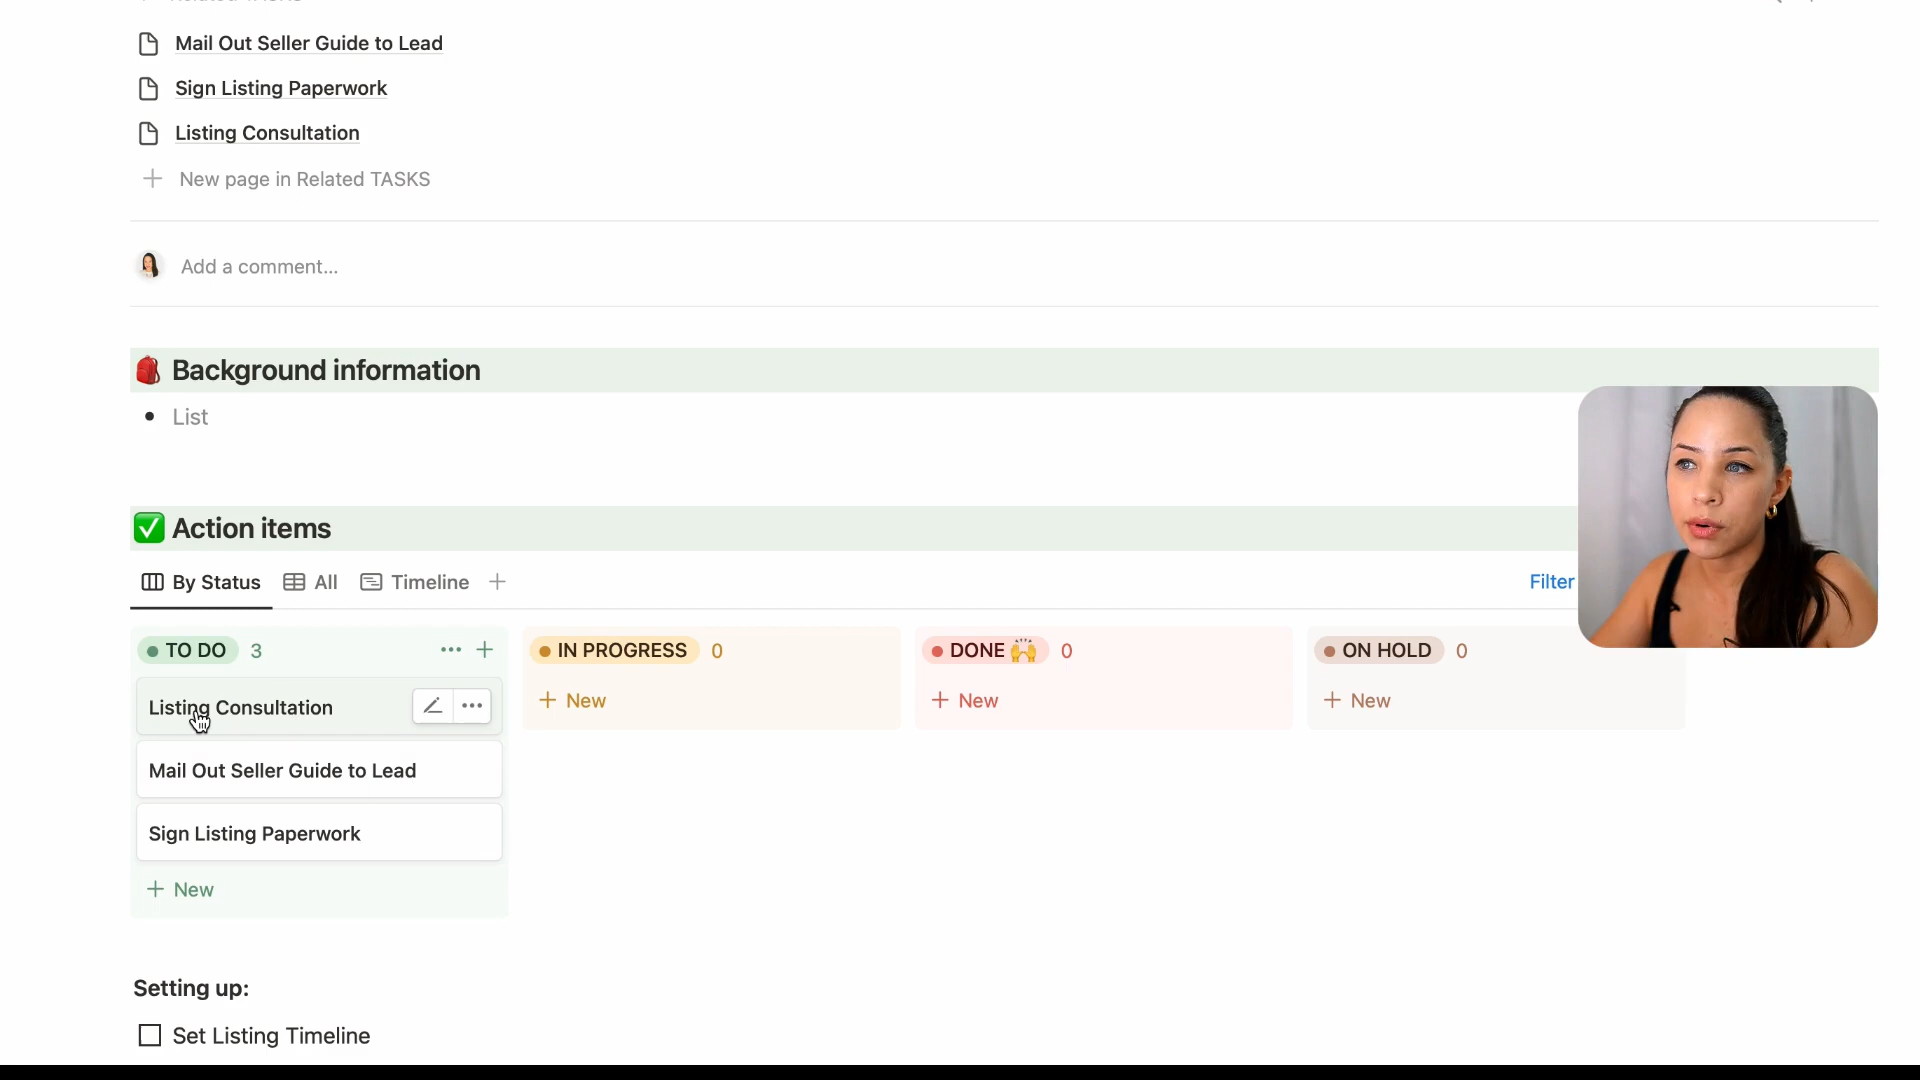 Related TASKS
Mail Out Seller Guide to Lead
Sign Listing Paperwork
Listing Consultation
New page in Related TASKS
Add a comment...
Background information
List
Action items
By Status All Timeline
Filter
TO DO 3
IN PROGRESS 0
DONE 🙌 0
ON HOLD 0
Listing Consultation
New
New
New
Mail Out Seller Guide to Lead
Sign Listing Paperwork
New
Setting up:
Set Listing Timeline